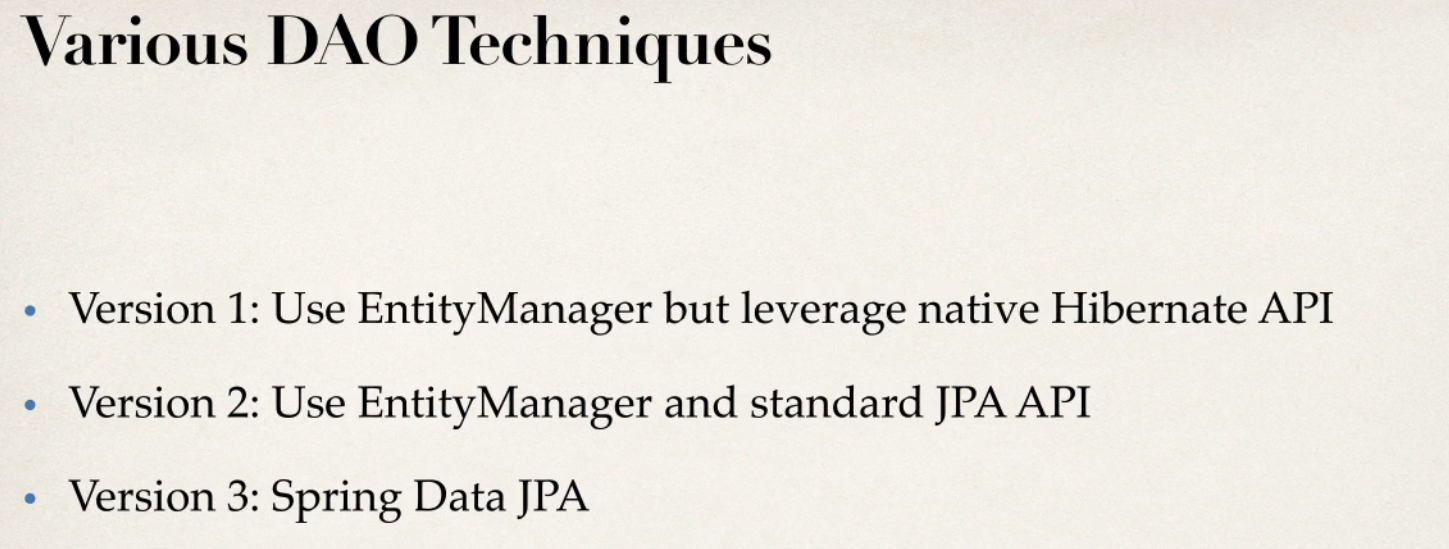 Various DAO Techniques
• Version 1: Use EntityManager but leverage native Hibernate API
• Version 2: Use EntityManager and standard JPA API
• Version 3: Spring Data JPA